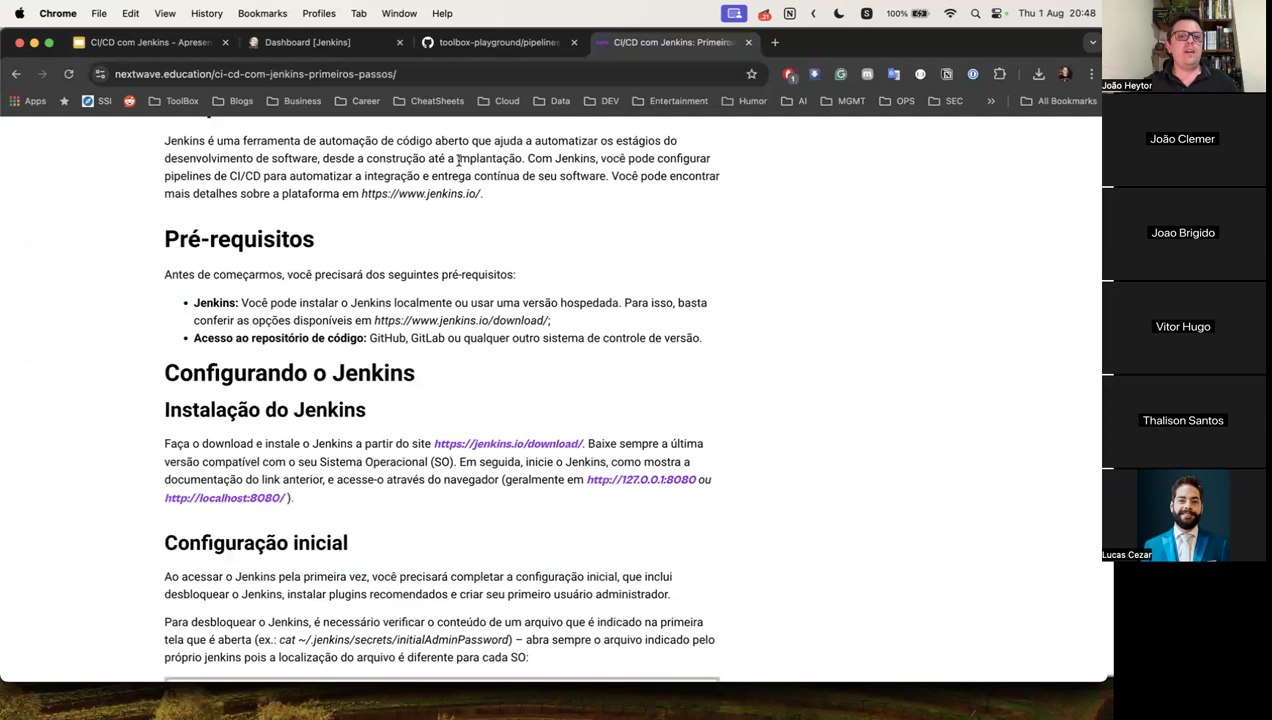 Chrome File Edit View History Bookmarks Profiles Tab Window Help 21 100% Thu 1 Aug 20:48
CI/CD com Jenkins - Apresen Dashboard [Jenkins] toolbox-playground/pipelines CI/CD com Jenkins: Primeiros
nextwave.education/ci-cd-com-jenkins-primeiros-passos/
Apps SSI ToolBox Blogs Business Career CheatSheets Cloud Data DEV Entertainment Humor AI MGMT OPS SEC » All Bookmarks
Jenkins é uma ferramenta de automação de código aberto que ajuda a automatizar os estágios do
desenvolvimento de software, desde a construção até a implantação. Com Jenkins, você pode configurar
pipelines de CI/CD para automatizar a integração e entrega contínua de seu software. Você pode encontrar
mais detalhes sobre a plataforma em https://www.jenkins.io/.
Pré-requisitos
Antes de começarmos, você precisará dos seguintes pré-requisitos:
• Jenkins: Você pode instalar o Jenkins localmente ou usar uma versão hospedada. Para isso, basta
conferir as opções disponíveis em https://www.jenkins.io/download/;
• Acesso ao repositório de código: GitHub, GitLab ou qualquer outro sistema de controle de versão.
Configurando o Jenkins
Instalação do Jenkins
Faça o download e instale o Jenkins a partir do site https://jenkins.io/download/. Baixe sempre a última
versão compatível com o seu Sistema Operacional (SO). Em seguida, inicie o Jenkins, como mostra a
documentação do link anterior, e acesse-o através do navegador (geralmente em http://127.0.0.1:8080 ou
http://localhost:8080/ ).
Configuração inicial
Ao acessar o Jenkins pela primeira vez, você precisará completar a configuração inicial, que inclui
desbloquear o Jenkins, instalar plugins recomendados e criar seu primeiro usuário administrador.
Para desbloquear o Jenkins, é necessário verificar o conteúdo de um arquivo que é indicado na primeira
tela que é aberta (ex.: cat ~/.jenkins/secrets/initialAdminPassword) – abra sempre o arquivo indicado pelo
próprio jenkins pois a localização do arquivo é diferente para cada SO:
João Heytor
João Clemer
Joao Brigido
Vitor Hugo
Thalison Santos
Lucas Cezar